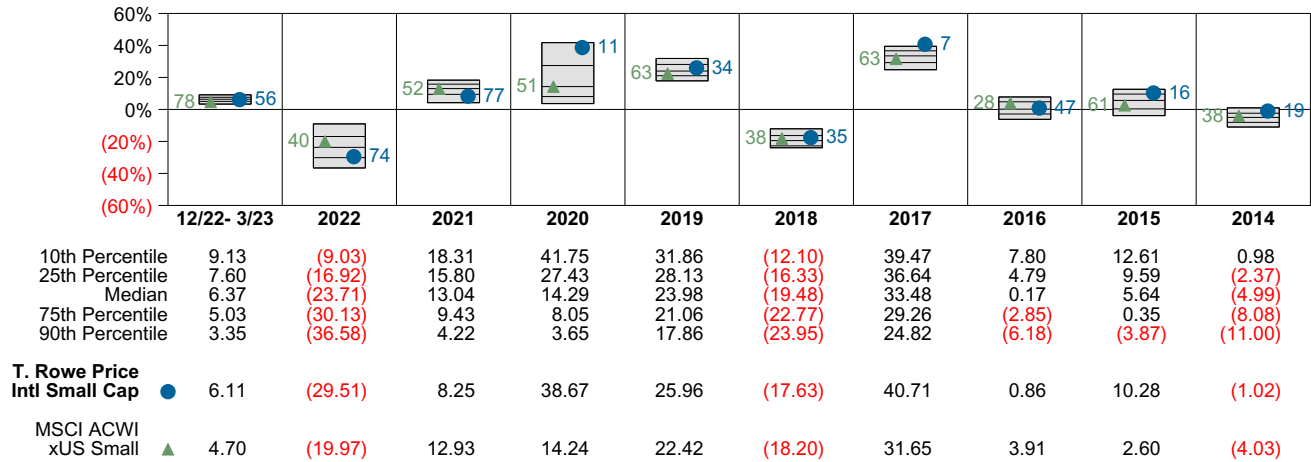 60%
40%
20%
0%
(20%)
(40%)
(60%)
78 56
40 74
52 77
51 11
63 34
38 35
63 7
28 47
61 16
38 19
12/22- 3/23 2022 2021 2020 2019 2018 2017 2016 2015 2014
10th Percentile 9.13 (9.03) 18.31 41.75 31.86 (12.10) 39.47 7.80 12.61 0.98
25th Percentile 7.60 (16.92) 15.80 27.43 28.13 (16.33) 36.64 4.79 9.59 (2.37)
Median 6.37 (23.71) 13.04 14.29 23.98 (19.48) 33.48 0.17 5.64 (4.99)
75th Percentile 5.03 (30.13) 9.43 8.05 21.06 (22.77) 29.26 (2.85) 0.35 (8.08)
90th Percentile 3.35 (36.58) 4.22 3.65 17.86 (23.95) 24.82 (6.18) (3.87) (11.00)
T. Rowe Price
Intl Small Cap 6.11 (29.51) 8.25 38.67 25.96 (17.63) 40.71 0.86 10.28 (1.02)
MSCI ACWI
xUS Small 4.70 (19.97) 12.93 14.24 22.42 (18.20) 31.65 3.91 2.60 (4.03)